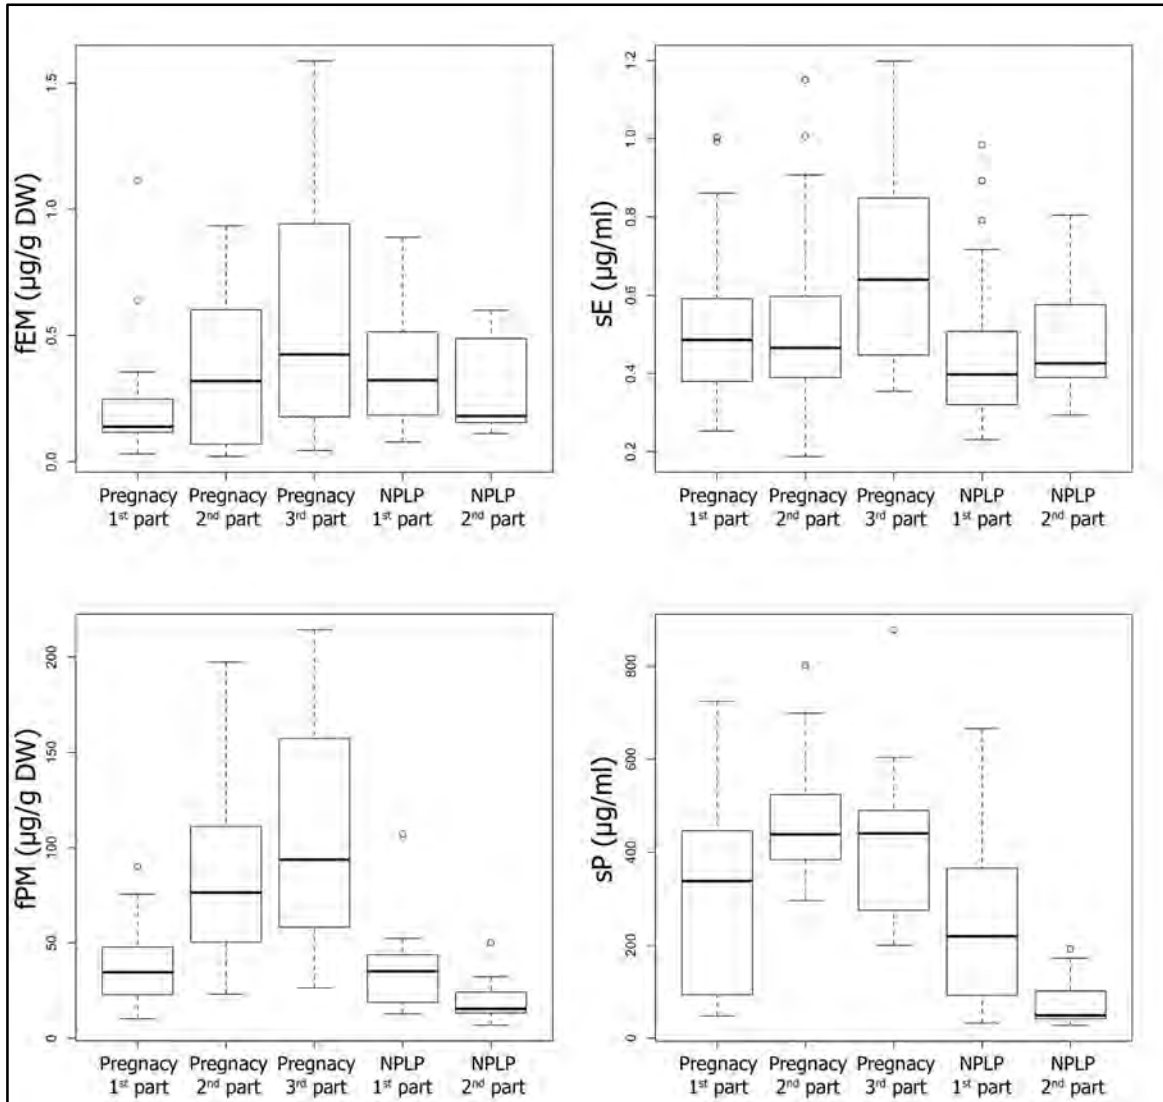 fEM (µg/g DW)
0.0 0.5 1.0 1.5
Pregnacy Pregnacy Pregnacy NPLP NPLP
1st part 2nd part 3rd part 1st part 2nd part
sE (µg/ml)
0.2 0.4 0.6 0.8 1.0 1.2
Pregnacy Pregnacy Pregnacy NPLP NPLP
1st part 2nd part 3rd part 1st part 2nd part
fPM (µg/g DW)
0 50 100 150 200
Pregnacy Pregnacy Pregnacy NPLP NPLP
1st part 2nd part 3rd part 1st part 2nd part
sP (µg/ml)
0 200 400 600 800
Pregnacy Pregnacy Pregnacy NPLP NPLP
1st part 2nd part 3rd part 1st part 2nd part